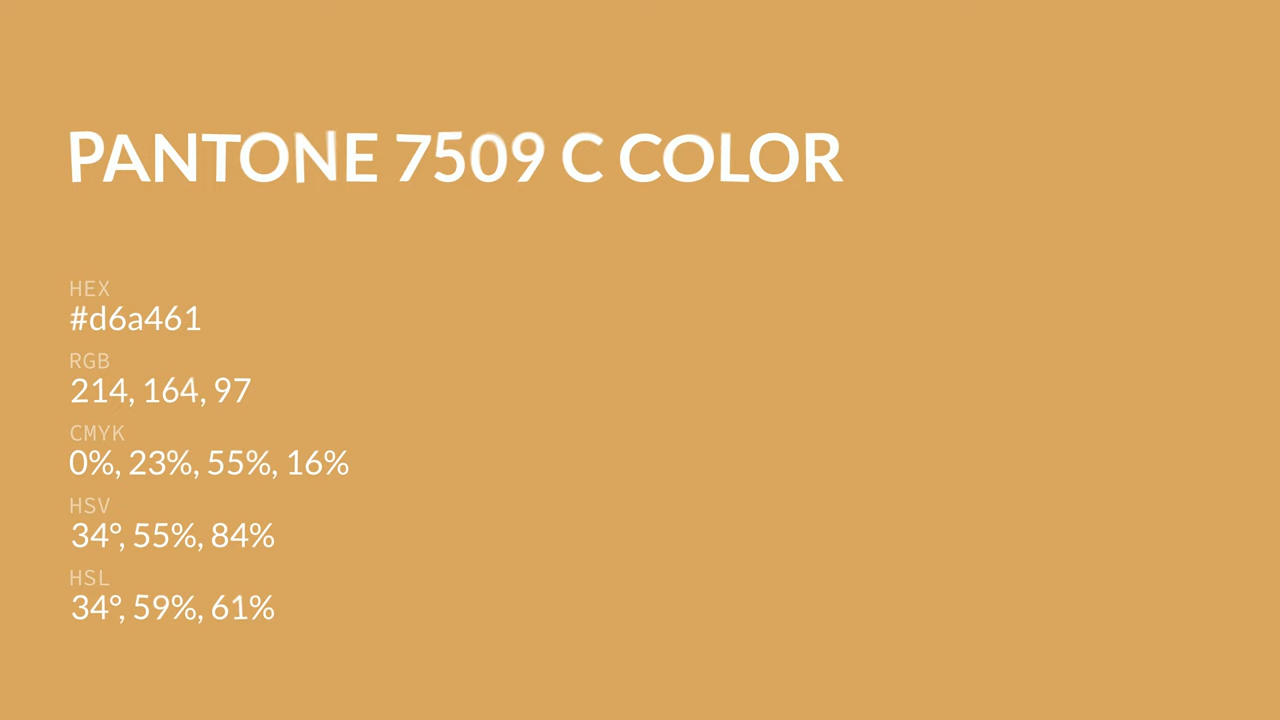 PANTONE 7509 C COLOR
HEX
#d6a461
RGB
214, 164, 97
CMYK
0%, 23%, 55%, 16%
HSV
34°, 55%, 84%
HSL
34°, 59%, 61%